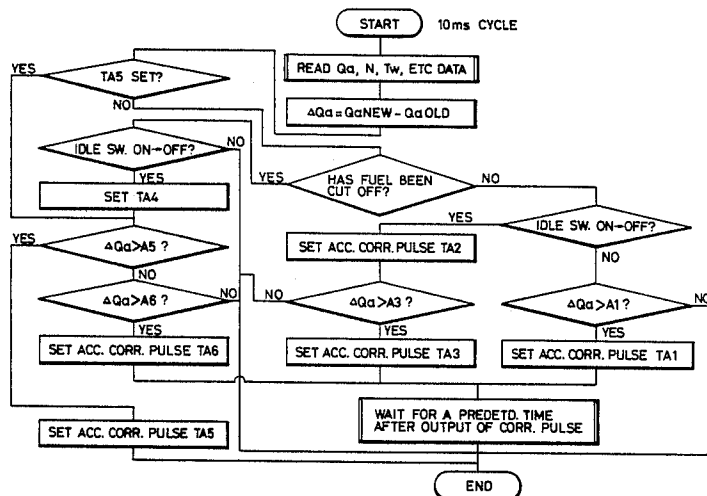 START
10ms CYCLE
READ Qa, N, Tw, ETC DATA
ΔQa=QaNEW-QaOLD
TA5 SET?
YES
NO
IDLE SW. ON→OFF?
NO
YES
SET TA4
HAS FUEL BEEN
CUT OFF?
YES
NO
IDLE SW. ON→OFF?
YES
NO
SET ACC. CORR. PULSE TA2
ΔQa>A5?
YES
NO
ΔQa>A6?
NO
YES
SET ACC. CORR. PULSE TA6
ΔQa>A3?
NO
YES
SET ACC. CORR. PULSE TA3
ΔQa>A1?
NO
YES
SET ACC. CORR. PULSE TA1
WAIT FOR A PREDETD. TIME
AFTER OUTPUT OF CORR. PULSE
SET ACC. CORR. PULSE TA5
END